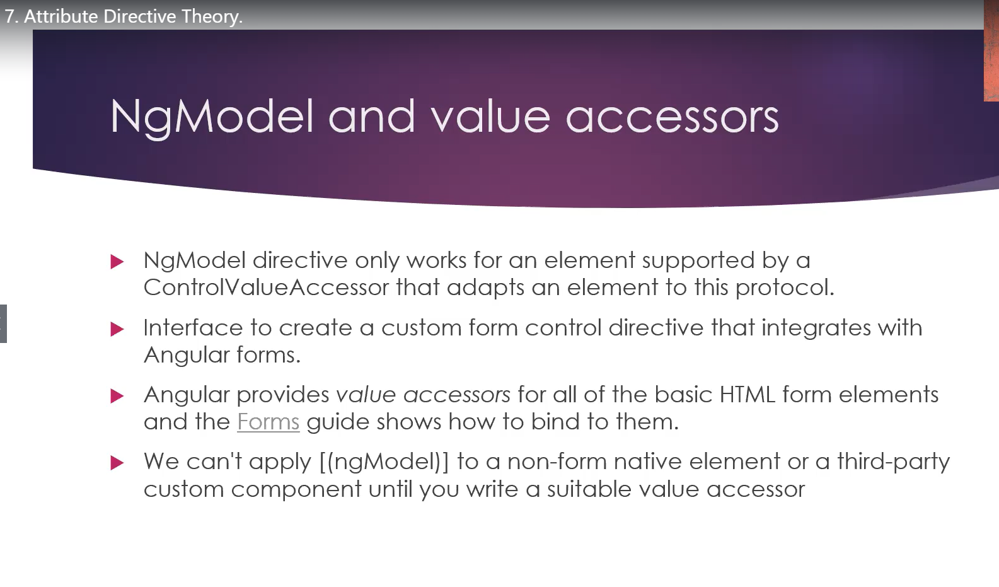 7. Attribute Directive Theory.
NgModel and value accessors
NgModel directive only works for an element supported by a
ControlValueAccessor that adapts an element to this protocol.
Interface to create a custom form control directive that integrates with
Angular forms.
Angular provides value accessors for all of the basic HTML form elements
and the Forms guide shows how to bind to them.
We can't apply [(ngModel)] to a non-form native element or a third-party
custom component until you write a suitable value accessor